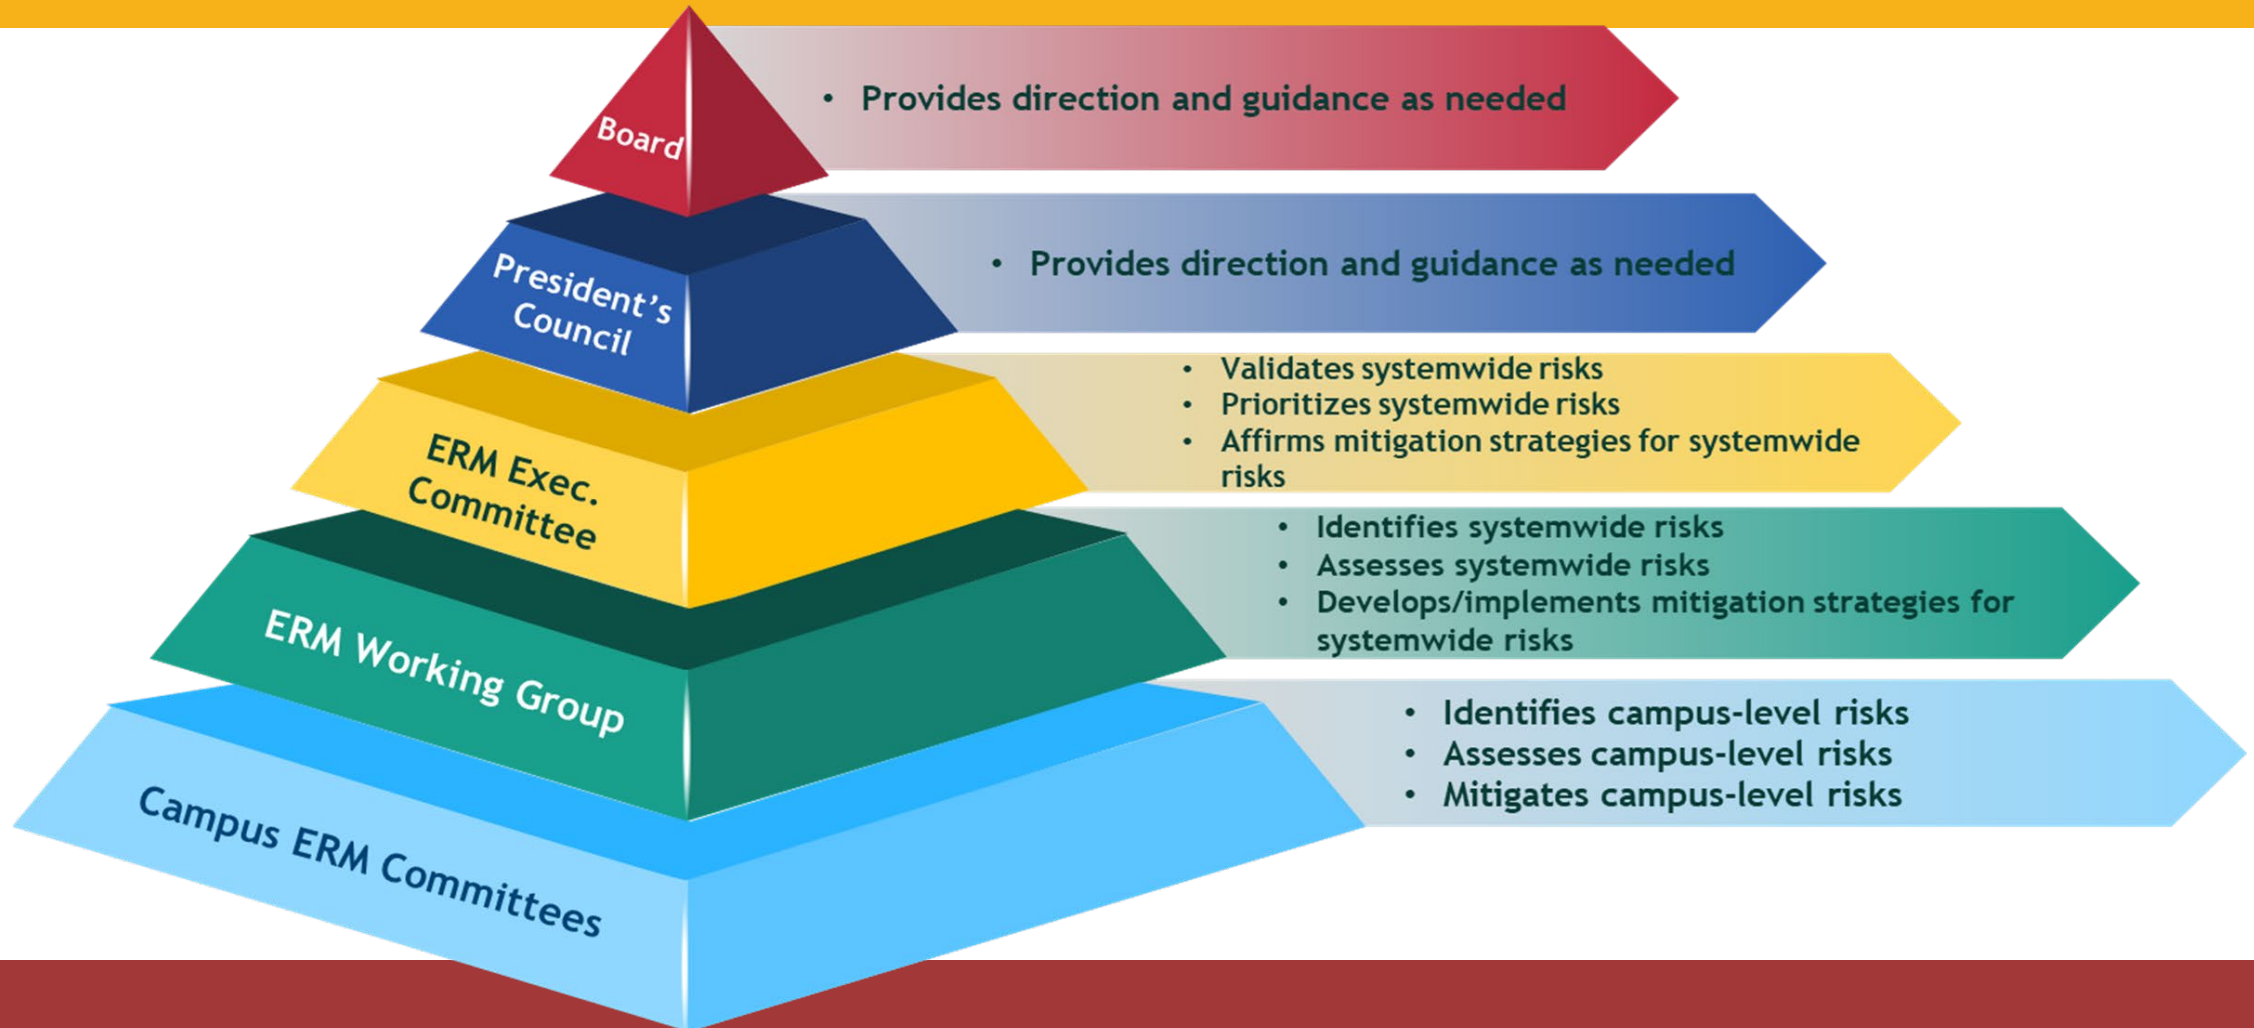 Board
• Provides direction and guidance as needed
President’s
Council
• Provides direction and guidance as needed
ERM Exec.
Committee
• Validates systemwide risks
• Prioritizes systemwide risks
• Affirms mitigation strategies for systemwide
risks
ERM Working Group
• Identifies systemwide risks
• Assesses systemwide risks
• Develops/implements mitigation strategies for
systemwide risks
Campus ERM Committees
• Identifies campus-level risks
• Assesses campus-level risks
• Mitigates campus-level risks